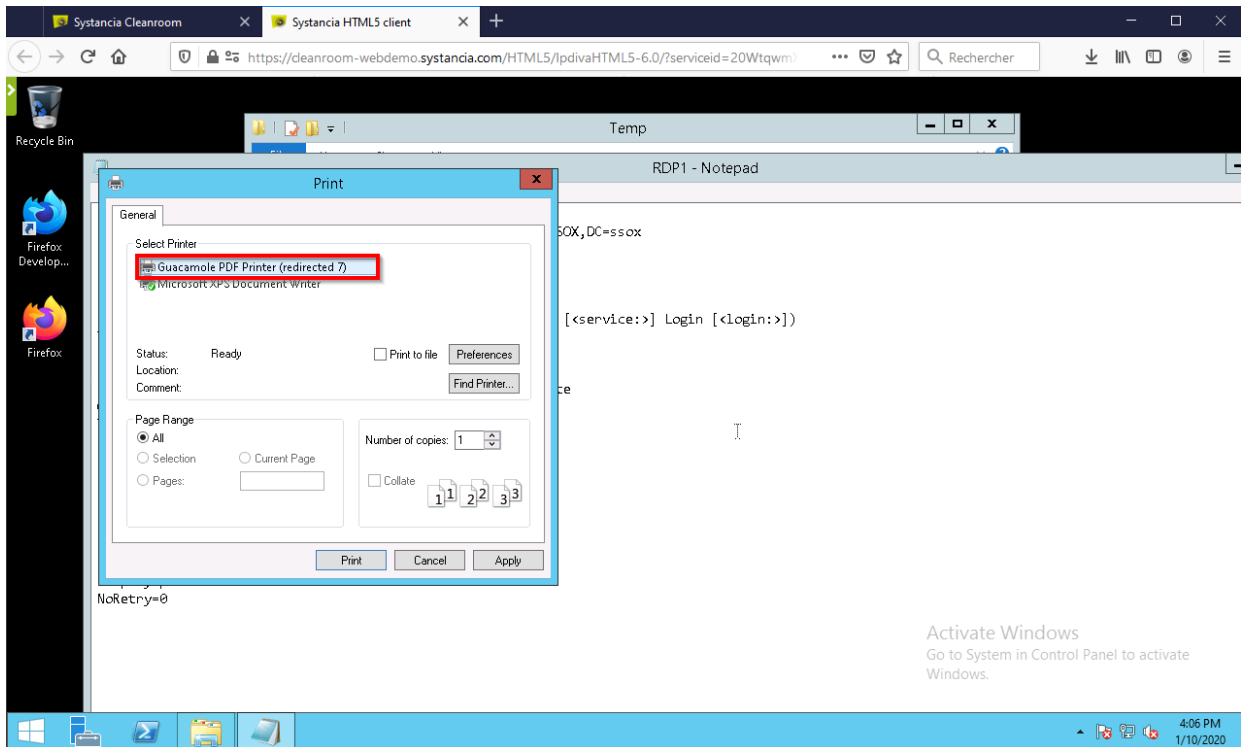 Systancia Cleanroom
Systancia HTML5 client
https://cleanroom-webdemo.systancia.com/HTML5/IpdivaHTML5-6.0/?serviceid=20Wtqwm
Rechercher
Recycle Bin
Temp
RDP1 - Notepad
Print
General
SOX,DC=ssox
Select Printer
Firefox
Develop...
Guacamole PDF Printer (redirected 7)
Microsoft XPS Document Writer
[<service:>] Login [<login:>])
Firefox
Status: Ready
Print to file
Preferences
Location:
Comment:
Find Printer...
Page Range
All
Number of copies: 1
Selection
Current Page
Pages:
Collate
1 1 2 2 3 3
Print
Cancel
Apply
NoRetry=0
Activate Windows
Go to System in Control Panel to activate
Windows.
4:06 PM
1/10/2020